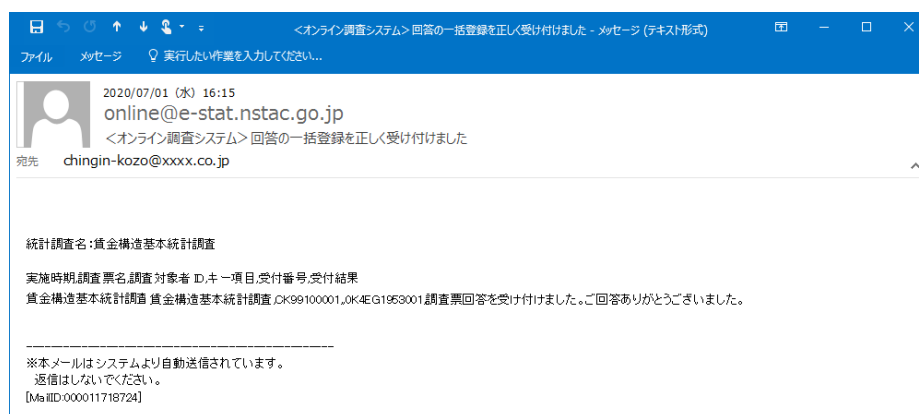 <オンライン調査システム> 回答の一括登録を正しく受け付けました - メッセージ (テキスト形式)
ファイル メッセージ 実行したい作業を入力してください...
2020/07/01 (水) 16:15
online@e-stat.nstac.go.jp
<オンライン調査システム> 回答の一括登録を正しく受け付けました
宛先 chingin-kozo@xxxx.co.jp
統計調査名:賃金構造基本統計調査
実施時期,調査票名,調査対象者 ID,キー項目,受付番号,受付結果
賃金構造基本統計調査 賃金構造基本統計調査,CK99100001,,0K4EG1953001,調査票回答を受け付けました。ご回答ありがとうございました。
--------------------------------------------------
※本メールはシステムより自動送信されています。
返信はしないでください。
[MailID:000011718724]